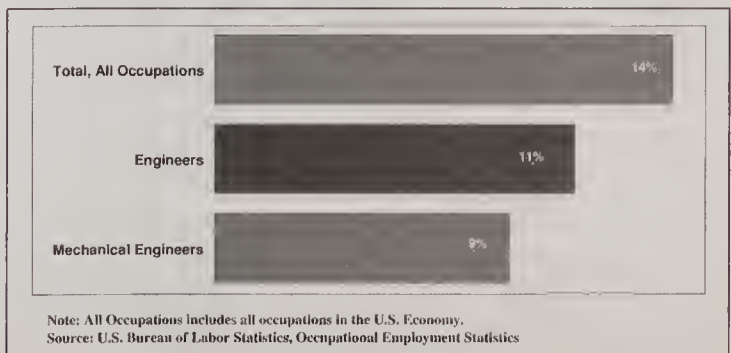 Total, All Occupations
14%
Engineers
11%
Mechanical Engineers
9%
Note: All Occupations includes all occupations in the U.S. Economy.
Source: U.S. Bureau of Labor Statistics, Occupational Employment Statistics